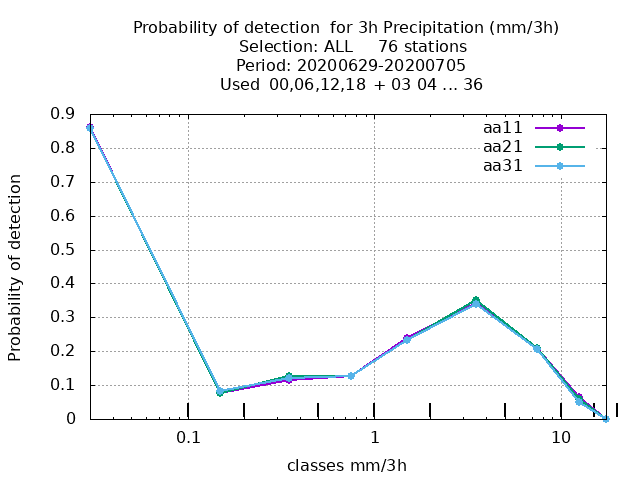 Probability of detection  for 3h Precipitation (mm/3h)
Selection: ALL     76 stations
Period: 20200629-20200705
Used  00,06,12,18  + 03 04 ... 36
Probability of detection
0.9
0.8
0.7
0.6
0.5
0.4
0.3
0.2
0.1
0
aa11
aa21
aa31
0.1
1
10
classes mm/3h